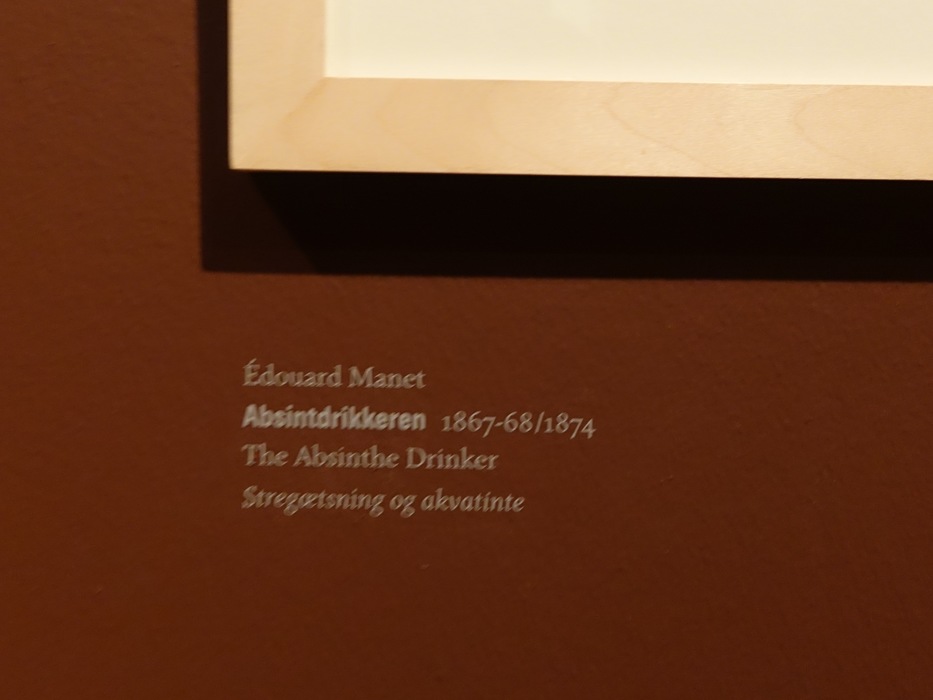 Édouard Manet
Absintdrikkeren 1867-68/1874
The Absinthe Drinker
Stregætsning og akvatinte